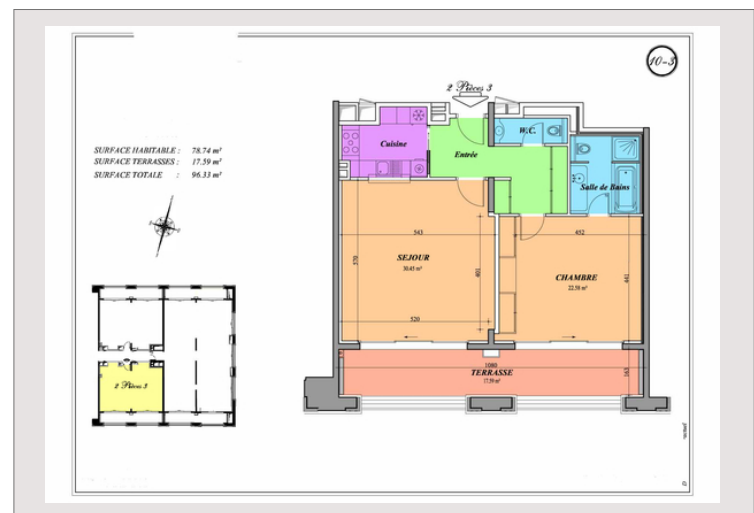 10-3
2 Pièces 3
SURFACE HABITABLE : 78.74 m²
SURFACE TERRASSES : 17.59 m²
SURFACE TOTALE : 96.33 m²
Cuisine
Entrée
W.C.
Salle de Bains
543
452
570
SEJOUR
30.45 m²
401
CHAMBRE
22.58 m²
441
520
1080
TERRASSE
17.59 m²
163
2 Pièces 3